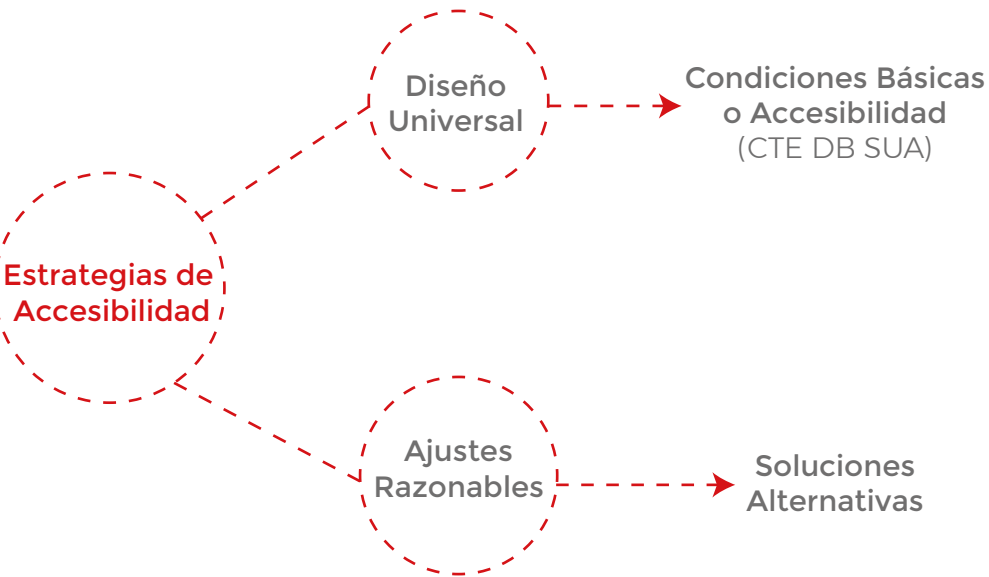 Diseño
Universal
Condiciones Básicas
o Accesibilidad
(CTE DB SUA)
Estrategias de
Accesibilidad
Ajustes
Razonables
Soluciones
Alternativas